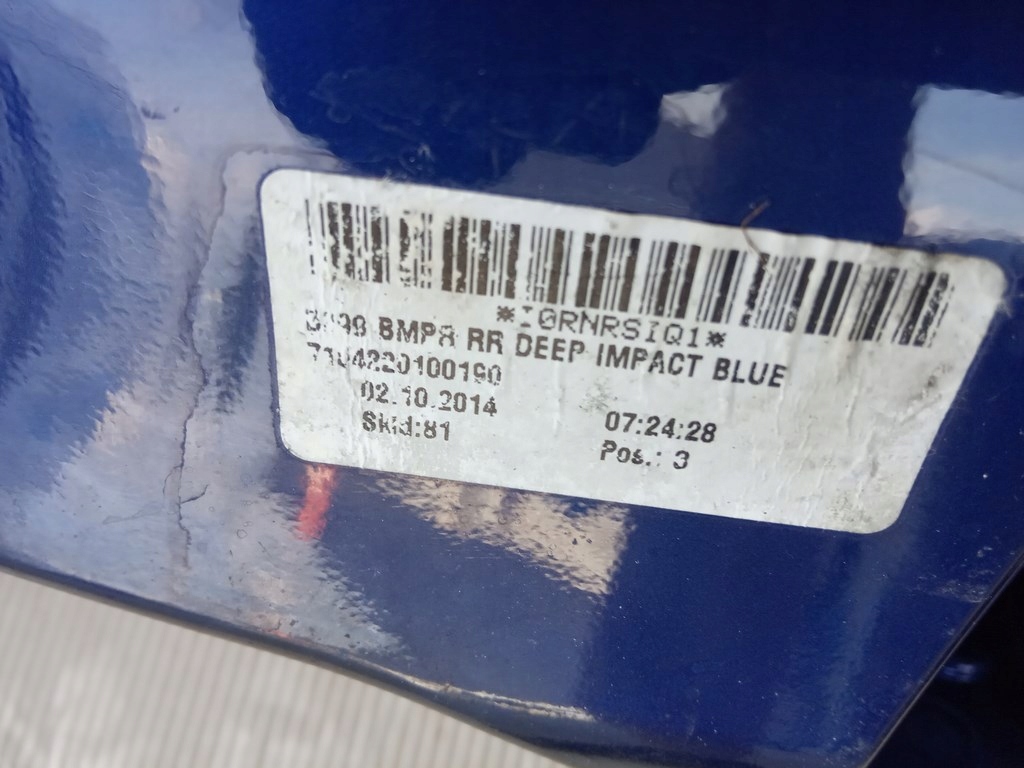 *I0RNRSIQ1*
BMPR RR DEEP IMPACT BLUE
02.10.2014 07:24:28
Skid:81 Pos.: 3